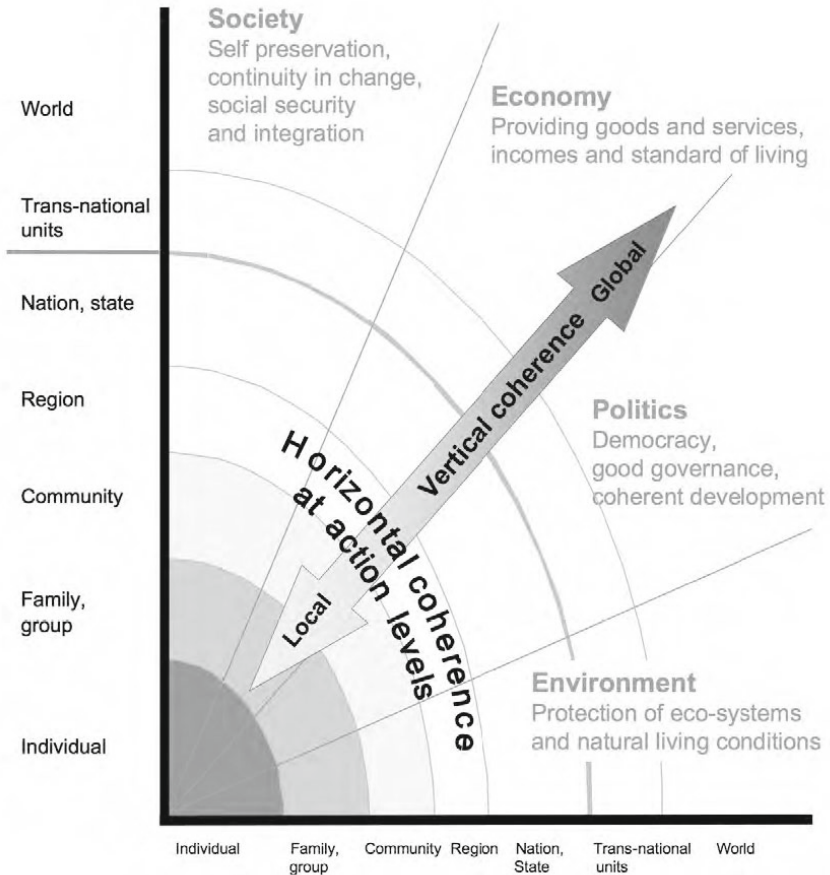 Society
Self preservation,
continuity in change,
social security
and integration
Economy
Providing goods and services,
incomes and standard of living
World
Trans-national
units
Nation, state
Region
Community
Family,
group
Individual
Global
Vertical coherence
Local
Horizontal coherence
at action levels
Politics
Democracy,
good governance,
coherent development
Environment
Protection of eco-systems
and natural living conditions
Individual
Family,
group
Community
Region
Nation,
State
Trans-national
units
World